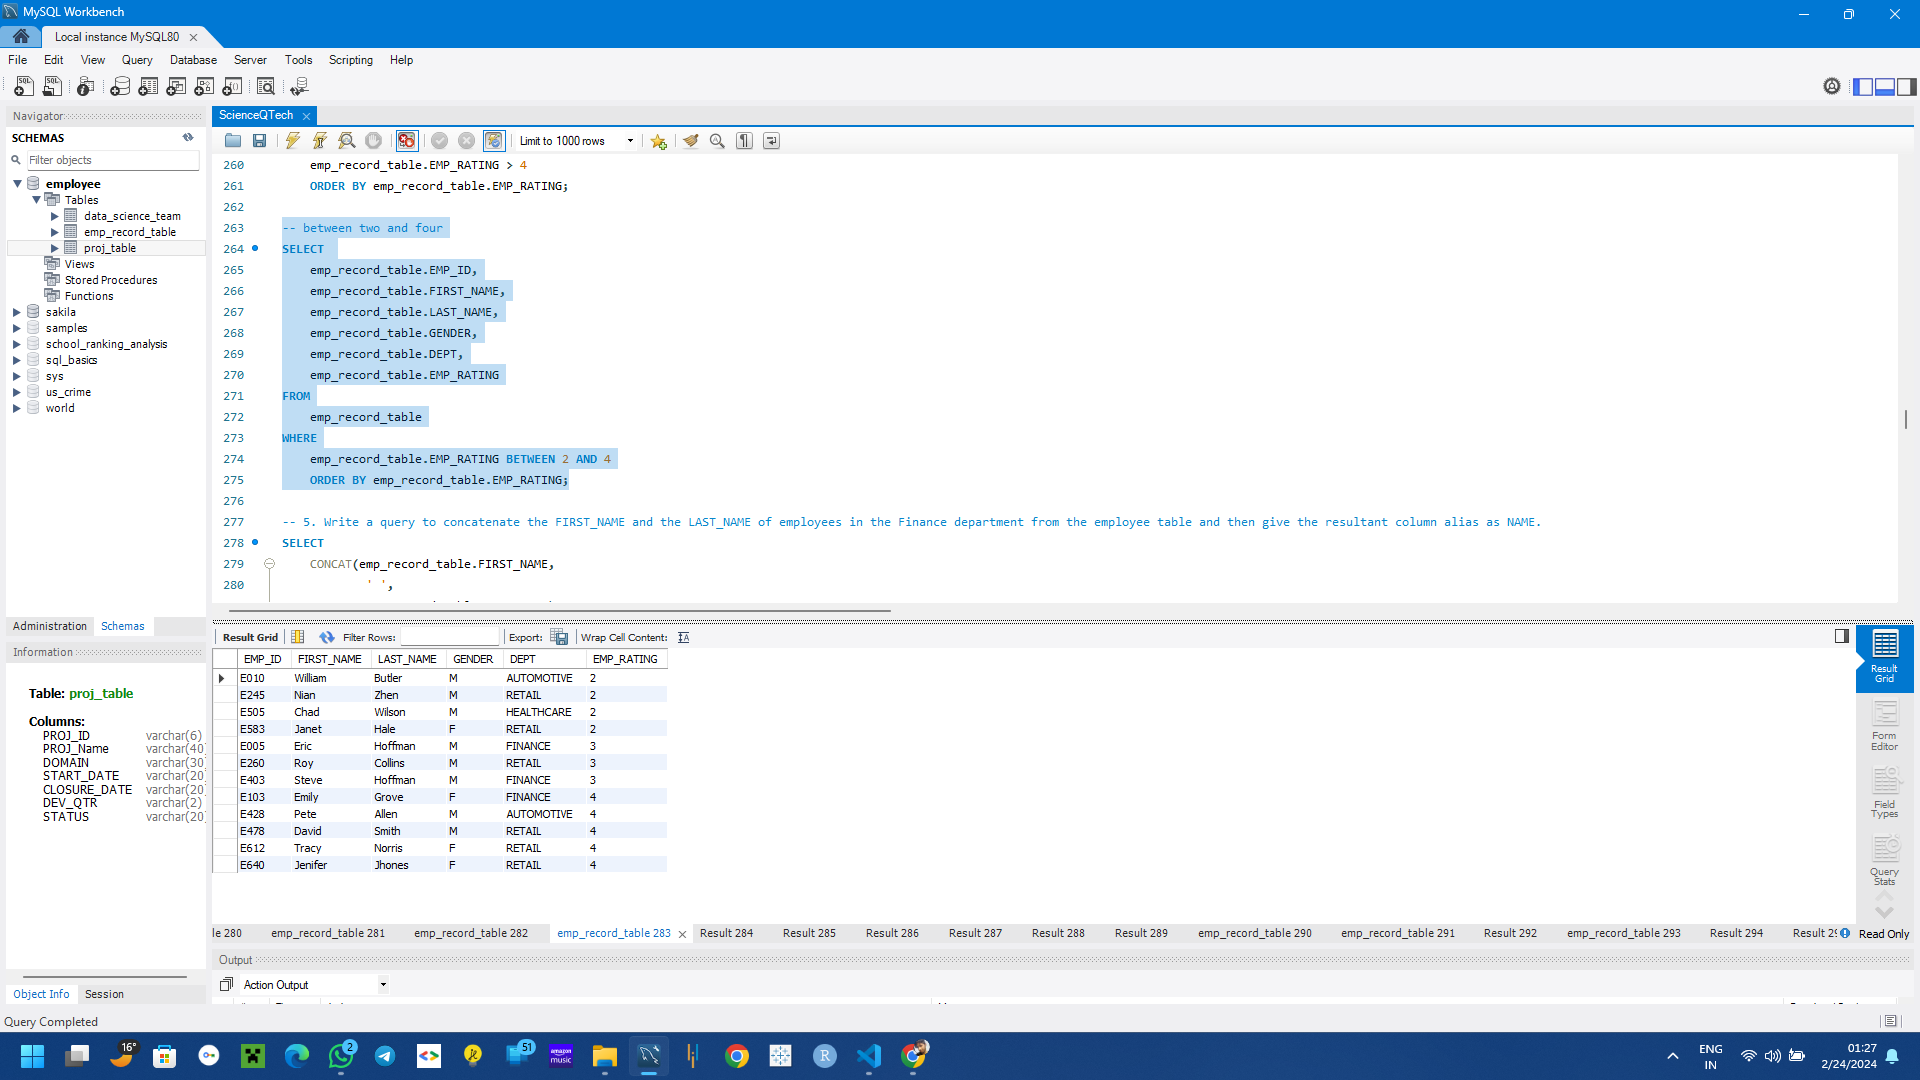 MySQL Workbench
Local instance MySQL80
File Edit View Query Database Server Tools Scripting Help
Navigator
SCHEMAS
Filter objects
employee
Tables
data_science_team
emp_record_table
proj_table
Views
Stored Procedures
Functions
sakila
samples
school_ranking_analysis
sql_basics
sys
us_crime
world
Administration Schemas
Information
Table: proj_table
Columns:
PROJ_ID varchar(6)
PROJ_Name varchar(40
DOMAIN varchar(30
START_DATE varchar(20
CLOSURE_DATE varchar(20
DEV_QTR varchar(2)
STATUS varchar(20
Object Info Session
ScienceQTech
Limit to 1000 rows
260 emp_record_table.EMP_RATING > 4
261 ORDER BY emp_record_table.EMP_RATING;
262
263 -- between two and four
264 SELECT
265 emp_record_table.EMP_ID,
266 emp_record_table.FIRST_NAME,
267 emp_record_table.LAST_NAME,
268 emp_record_table.GENDER,
269 emp_record_table.DEPT,
270 emp_record_table.EMP_RATING
271 FROM
272 emp_record_table
273 WHERE
274 emp_record_table.EMP_RATING BETWEEN 2 AND 4
275 ORDER BY emp_record_table.EMP_RATING;
276
277 -- 5. Write a query to concatenate the FIRST_NAME and the LAST_NAME of employees in the Finance department from the employee table and then give the resultant column alias as NAME.
278 SELECT
279 CONCAT(emp_record_table.FIRST_NAME,
280 ' ',
Result Grid Filter Rows: Export: Wrap Cell Content:
EMP_ID FIRST_NAME LAST_NAME GENDER DEPT EMP_RATING
E010 William Butler M AUTOMOTIVE 2
E245 Nian Zhen M RETAIL 2
E505 Chad Wilson M HEALTHCARE 2
E583 Janet Hale F RETAIL 2
E005 Eric Hoffman M FINANCE 3
E260 Roy Collins M RETAIL 3
E403 Steve Hoffman M FINANCE 3
E103 Emily Grove F FINANCE 4
E428 Pete Allen M AUTOMOTIVE 4
E478 David Smith M RETAIL 4
E612 Tracy Norris F RETAIL 4
E640 Jenifer Jhones F RETAIL 4
Result Grid
Form Editor
Field Types
Query Stats
le 280 emp_record_table 281 emp_record_table 282 emp_record_table 283 Result 284 Result 285 Result 286 Result 287 Result 288 Result 289 emp_record_table 290 emp_record_table 291 Result 292 emp_record_table 293 Result 294 Result 29 Read Only
Output
Action Output
Query Completed
16° 2 51 amazon music R
ENG
IN
01:27
2/24/2024